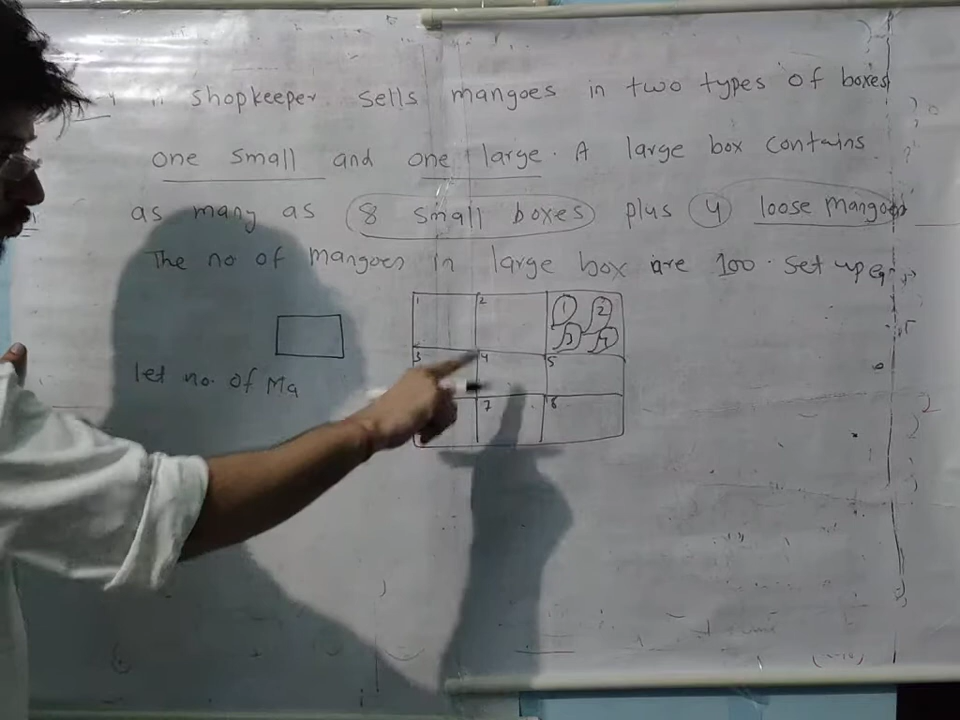 shopkeeper sells mangoes in two types of boxes
one small and one large. A large box contains
as many as 8 small boxes plus 4 loose mangoes
The no of mangoes in large box are 100. set up eqn
1 2 1 2
3 4
3 4 5
let no. of Ma
7 8